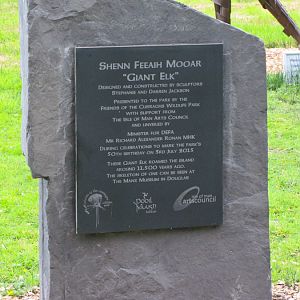 Shenn Feeaih Mooar
"Giant Elk"
Designed and constructed by sculptors
Stephanie and Darren Jackson
Presented to the park by the
Friends of the Curraghs Wildlife Park
with support from
The Isle of Man Arts Council
and unveiled by
Minister for DEFA
Mr Richard Alexander Ronan MHK
During celebrations to mark the park's
50th birthday on 3rd July 2015
These Giant Elk roamed the island
around 11,500 years ago.
The skeleton of one can be seen at
The Manx Museum in Douglas
isle of man
artscouncil